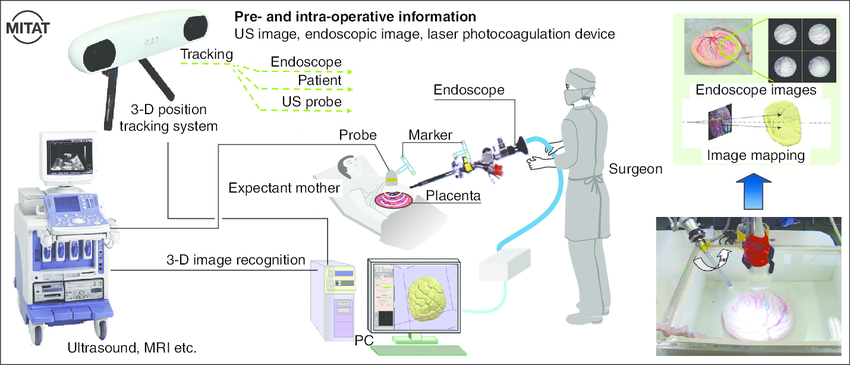 MITAT
Pre- and intra-operative information
US image, endoscopic image, laser photocoagulation device
Tracking
Endoscope
Patient
US probe
3-D position
tracking system
Endoscope
Probe
Marker
Expectant mother
Placenta
Surgeon
3-D image recognition
PC
Ultrasound, MRI etc.
Endoscope images
Image mapping